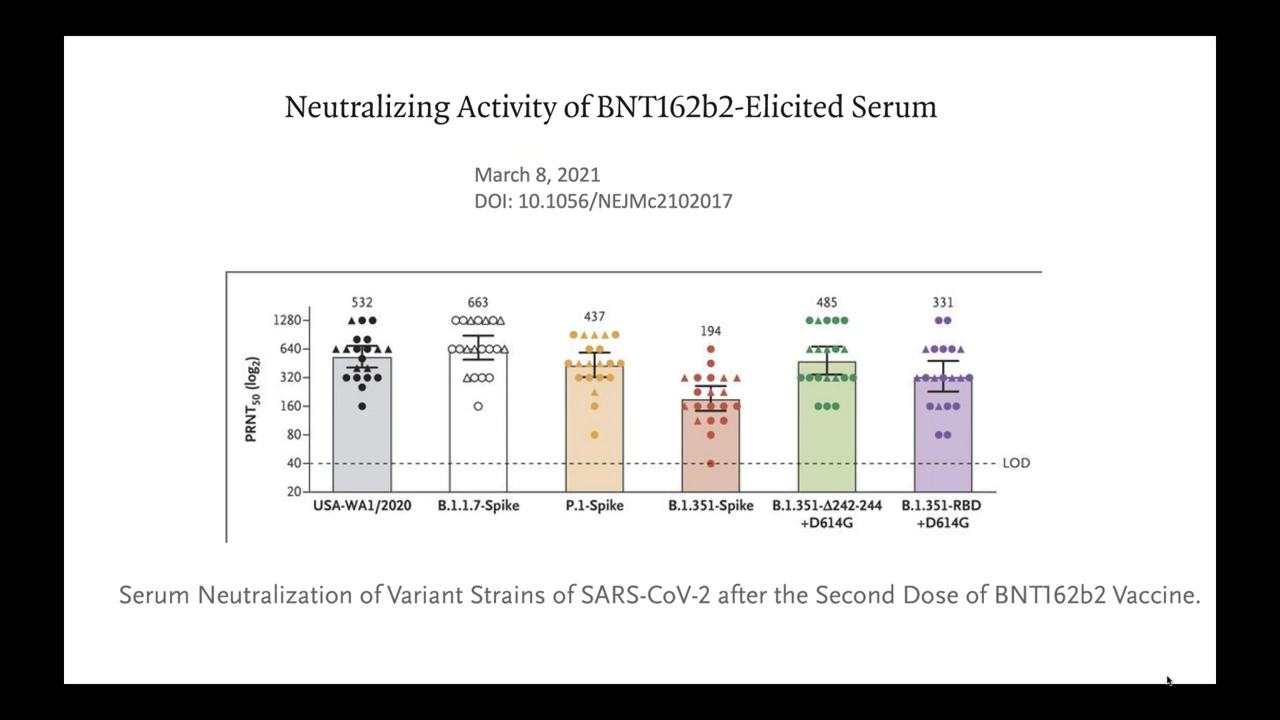 Neutralizing Activity of BNT162b2-Elicited Serum
March 8, 2021
DOI: 10.1056/NEJMc2102017
532 663 437 194 485 331
PRNT50 (log2)
1280
640
320
160
80
40
20
LOD
USA-WA1/2020 B.1.1.7-Spike P.1-Spike B.1.351-Spike B.1.351-Δ242-244 B.1.351-RBD
+D614G +D614G
Serum Neutralization of Variant Strains of SARS-CoV-2 after the Second Dose of BNT162b2 Vaccine.